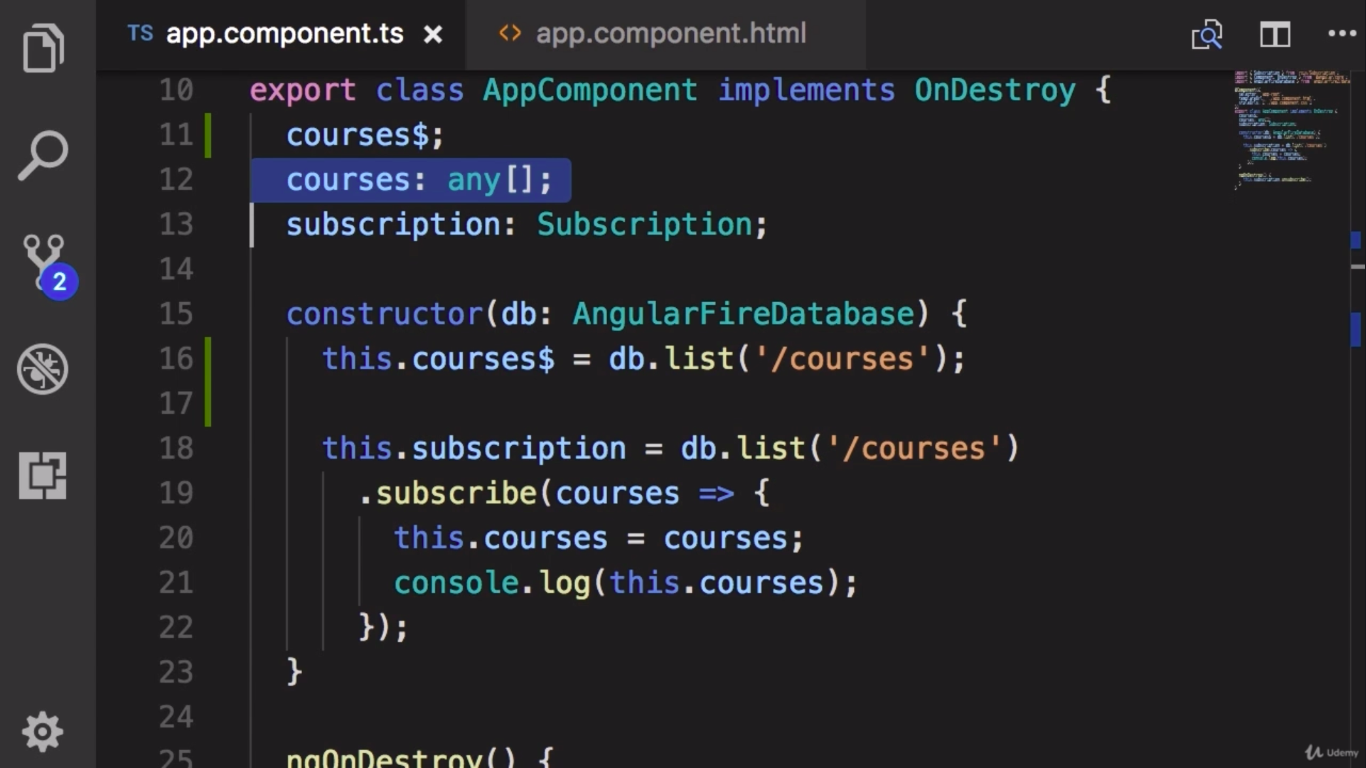 TS app.component.ts × <> app.component.html
10 export class AppComponent implements OnDestroy {
11 courses$;
12 courses: any[];
13 subscription: Subscription;
14
15 constructor(db: AngularFireDatabase) {
16 this.courses$ = db.list('/courses');
17
18 this.subscription = db.list('/courses')
19 .subscribe(courses => {
20 this.courses = courses;
21 console.log(this.courses);
22 });
23 }
24
25 ngOnDestroy() {
2
Udemy